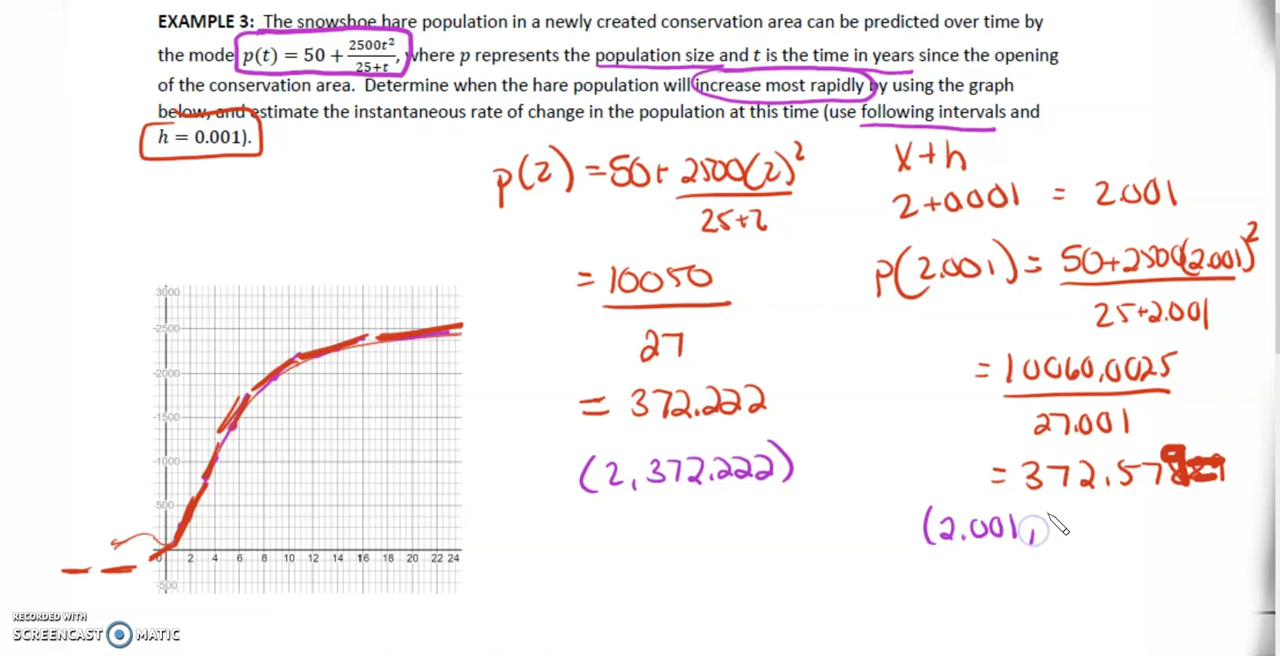 EXAMPLE 3: The snowshoe hare population in a newly created conservation area can be predicted over time by
the mode p(t) = 50 + 2500t²/25+t, where p represents the population size and t is the time in years since the opening
of the conservation area. Determine when the hare population will increase most rapidly by using the graph
below, and estimate the instantaneous rate of change in the population at this time (use following intervals and
h = 0.001).
p(2) = 50+ 2500(2)²
25+2
= 10050
27
= 372.222
(2, 372.222)
x+h
2+0.001 = 2.001
P(2.001) = 50+2500(2.001)²
25+2.001
= 10060.0025
27.001
= 372.579
(2.001,
3000
2500
2000
1500
1000
500
0 2 4 6 8 10 12 14 16 18 20 22 24
-500
RECORDED WITH
SCREENCAST MATIC